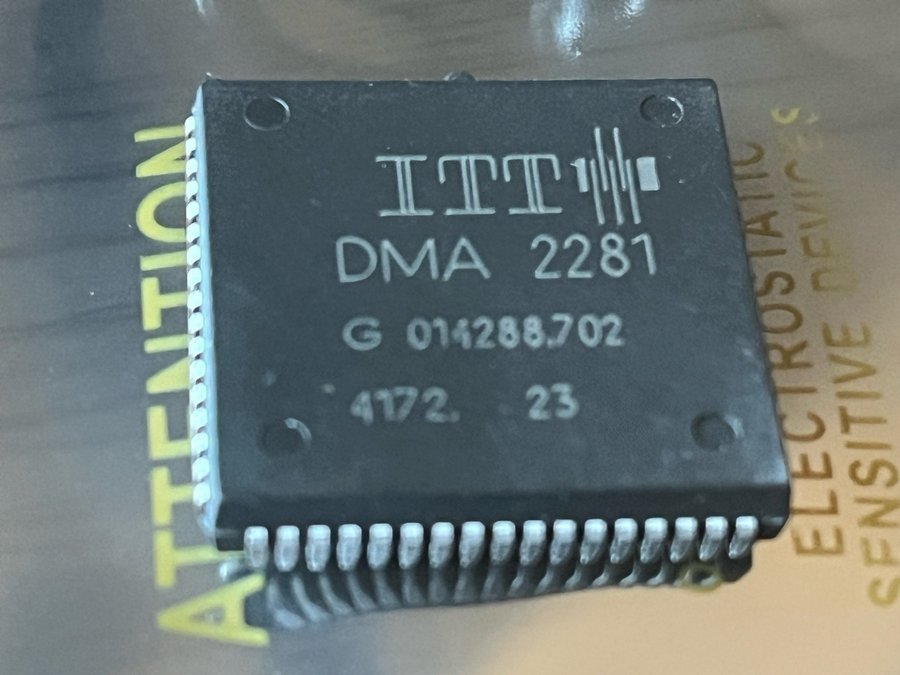 ITT
DMA 2281
G 014288.702
4172. 23
ATTENTION
ELECTROSTATIC
SENSITIVE DEVICES